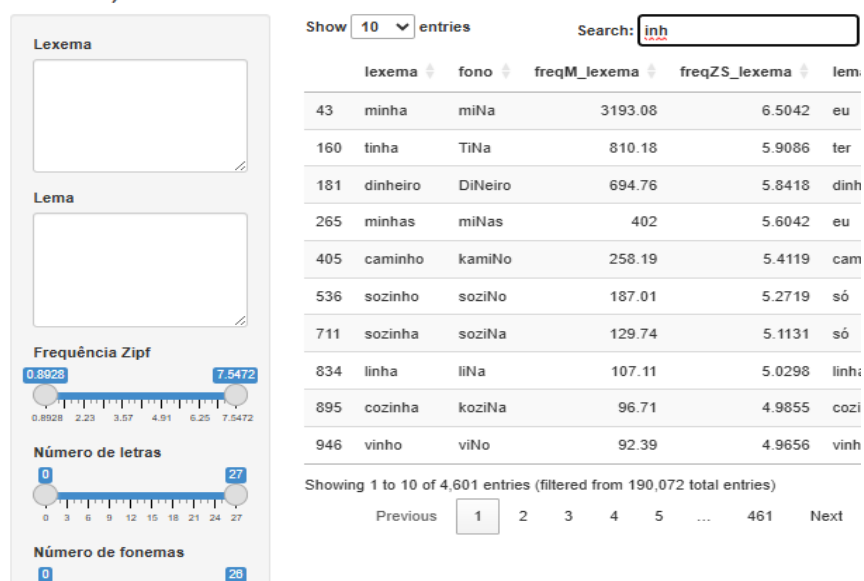 Lexema
Lema
Frequência Zipf
0.8928 7.5472
0.8928 2.23 3.57 4.91 6.25 7.5472
Número de letras
0 27
0 3 6 9 12 15 18 21 24 27
Número de fonemas
0 26
Show 10 entries Search: inh
lexema fono freqM_lexema freqZS_lexema lema
43 minha miNa 3193.08 6.5042 eu
160 tinha TiNa 810.18 5.9086 ter
181 dinheiro DiNeiro 694.76 5.8418 dinh
265 minhas miNas 402 5.6042 eu
405 caminho kamiNo 258.19 5.4119 cam
536 sozinho soziNo 187.01 5.2719 só
711 sozinha soziNa 129.74 5.1131 só
834 linha liNa 107.11 5.0298 linha
895 cozinha koziNa 96.71 4.9855 cozi
946 vinho viNo 92.39 4.9656 vinh
Showing 1 to 10 of 4,601 entries (filtered from 190,072 total entries)
Previous 1 2 3 4 5 ... 461 Next